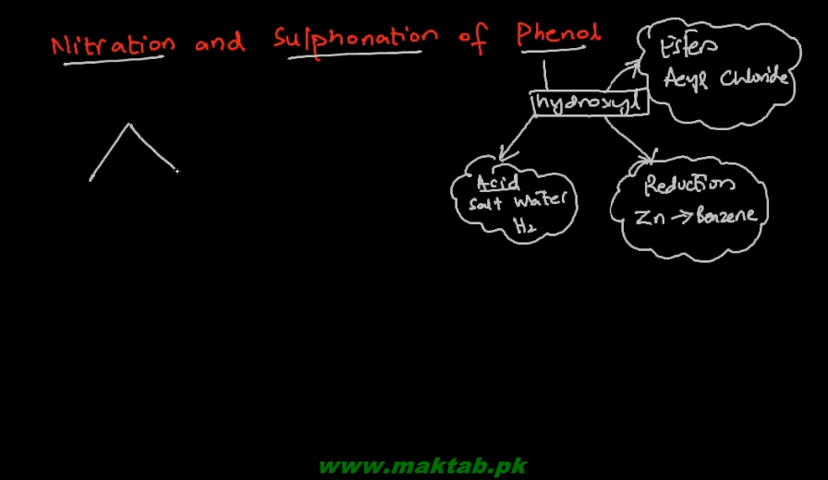 Nitration and Sulphonation of Phenol
hydroxyl
Esters
Acyl Chloride
Acid
Salt Water
H2
Reduction
Zn → Benzene
www.maktab.pk